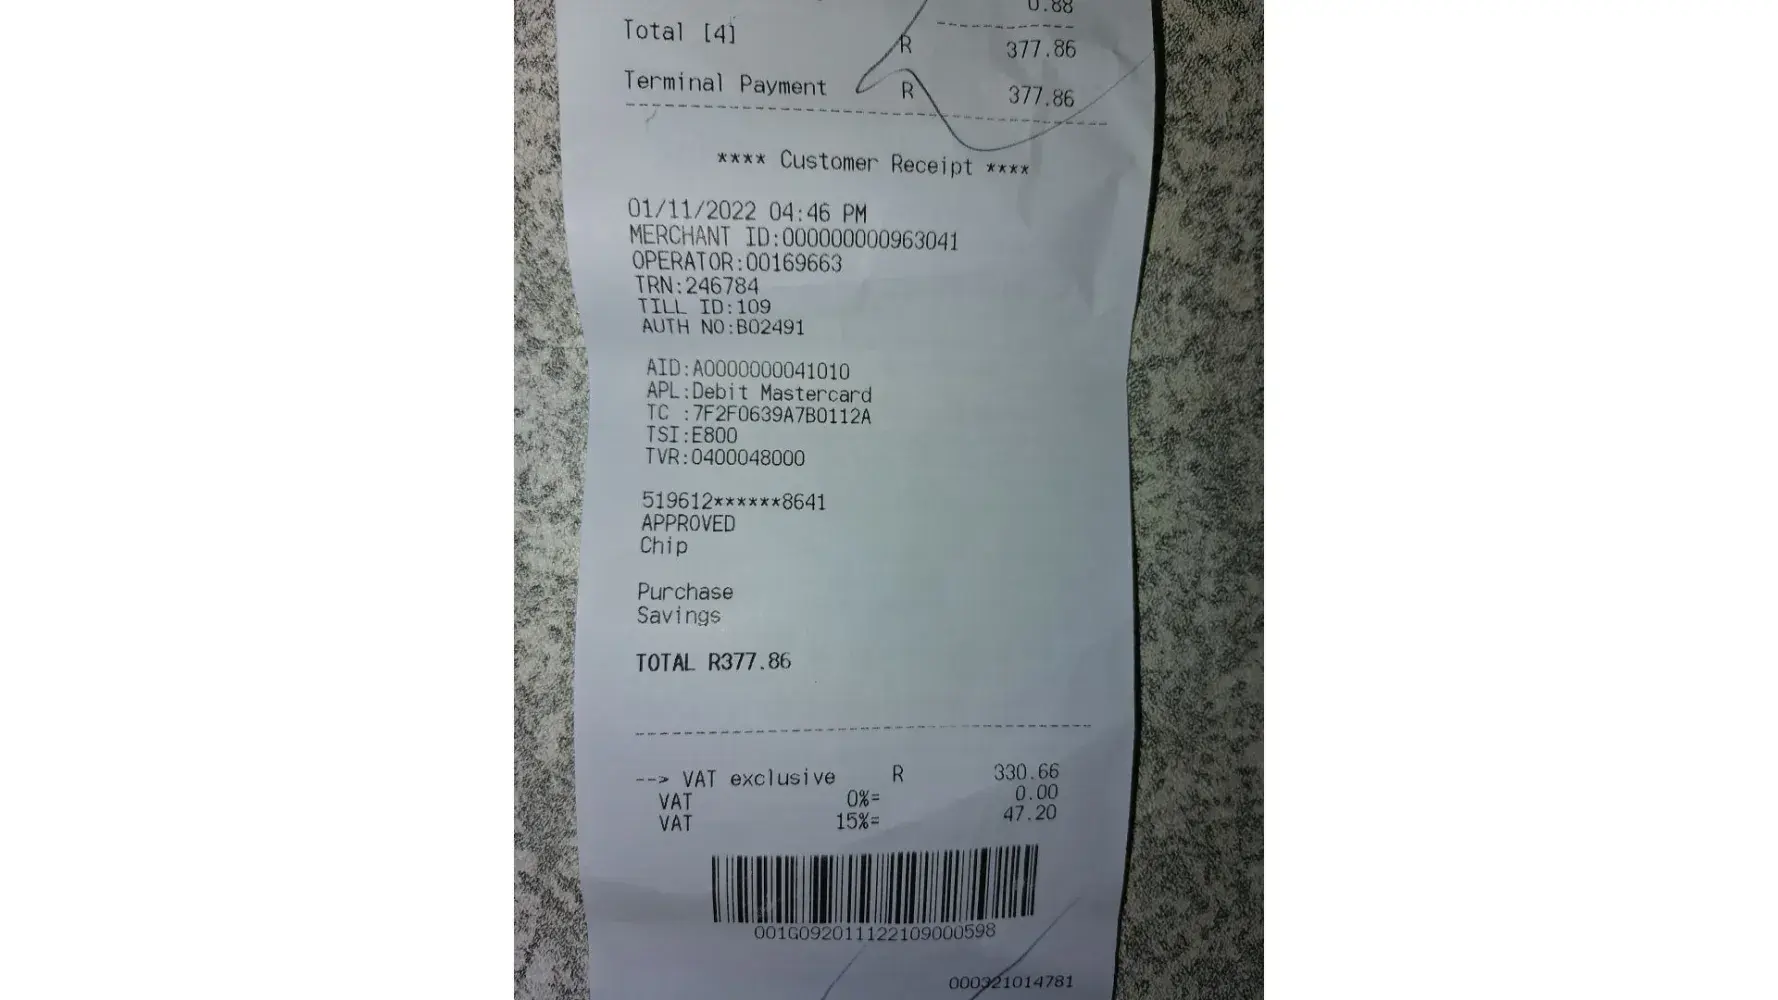 0.88
Total [4] R 377.86
Terminal Payment R 377.86
**** Customer Receipt ****
01/11/2022 04:46 PM
MERCHANT ID:000000000963041
OPERATOR:00169663
TRN:246784
TILL ID:109
AUTH NO:B02491
AID:A0000000041010
APL:Debit Mastercard
TC :7F2F0639A7B0112A
TSI:E800
TVR:0400048000
519612******8641
APPROVED
Chip
Purchase
Savings
TOTAL R377.86
--> VAT exclusive R 330.66
VAT 0%= 0.00
VAT 15%= 47.20
001G092011122109000598
000321014781